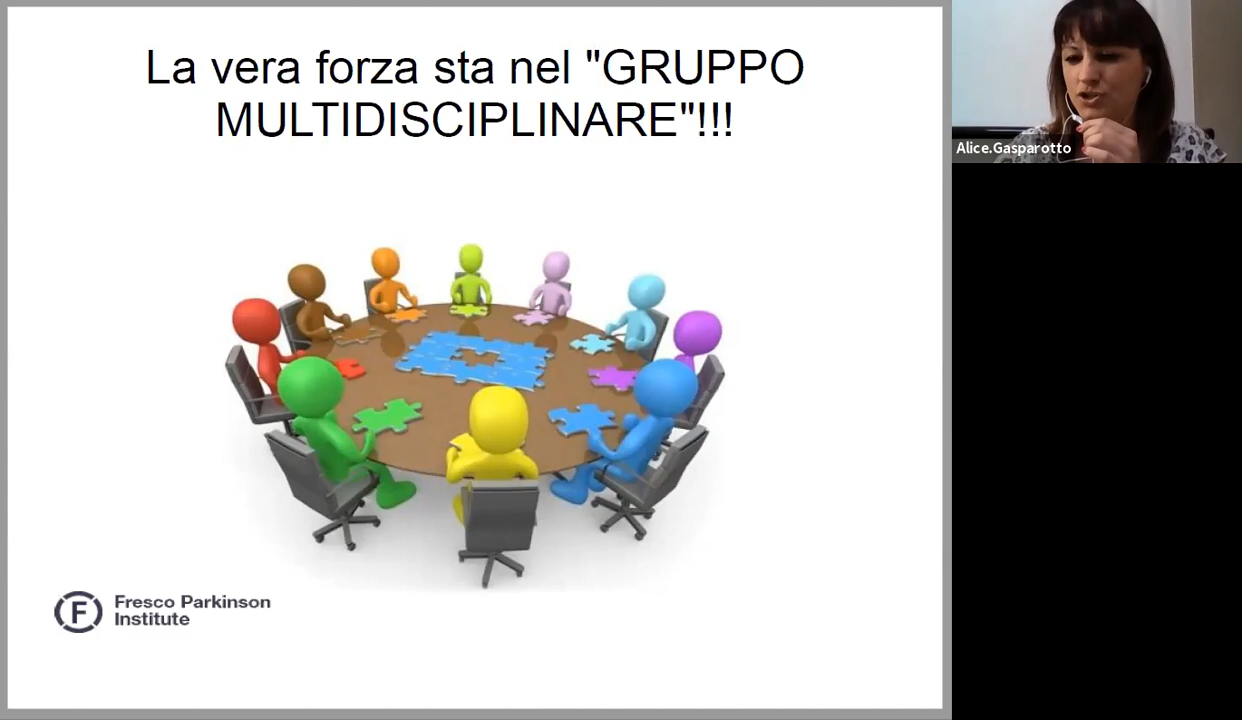 La vera forza sta nel "GRUPPO
MULTIDISCIPLINARE"!!!
Alice.Gasparotto
F
Fresco Parkinson
Institute